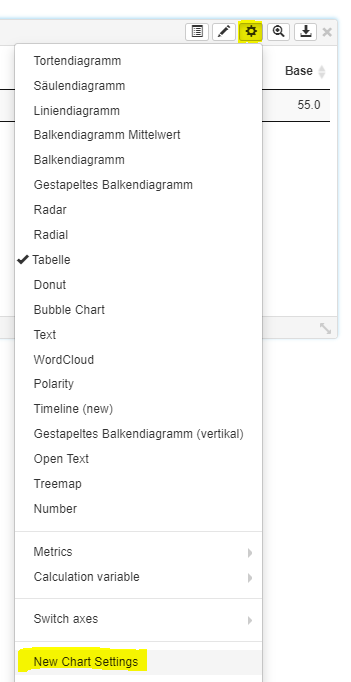 Base
55.0
Tortendiagramm
Säulendiagramm
Liniendiagramm
Balkendiagramm Mittelwert
Balkendiagramm
Gestapeltes Balkendiagramm
Radar
Radial
Tabelle
Donut
Bubble Chart
Text
WordCloud
Polarity
Timeline (new)
Gestapeltes Balkendiagramm (vertikal)
Open Text
Treemap
Number
Metrics
Calculation variable
Switch axes
New Chart Settings